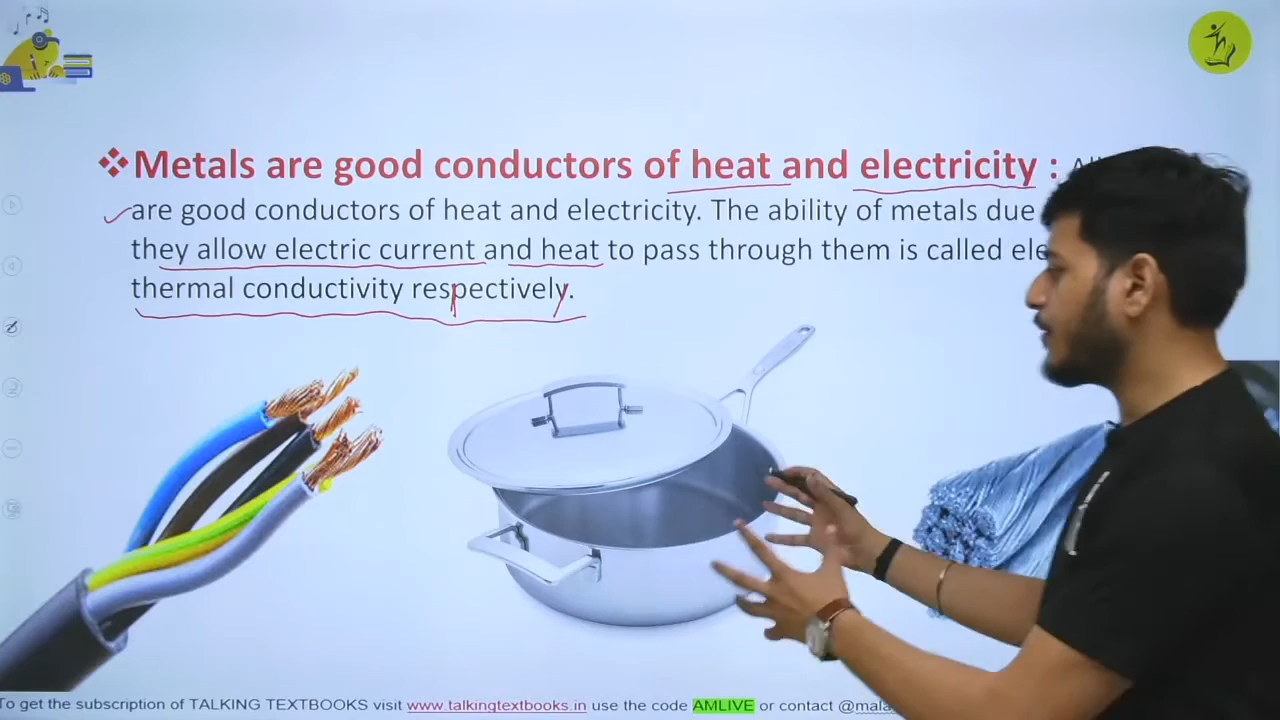 ❖Metals are good conductors of heat and electricity :
are good conductors of heat and electricity. The ability of metals due
they allow electric current and heat to pass through them is called
thermal conductivity respectively.
To get the subscription of TALKING TEXTBOOKS visit www.talkingtextbooks.in use the code AMLIVE or contact